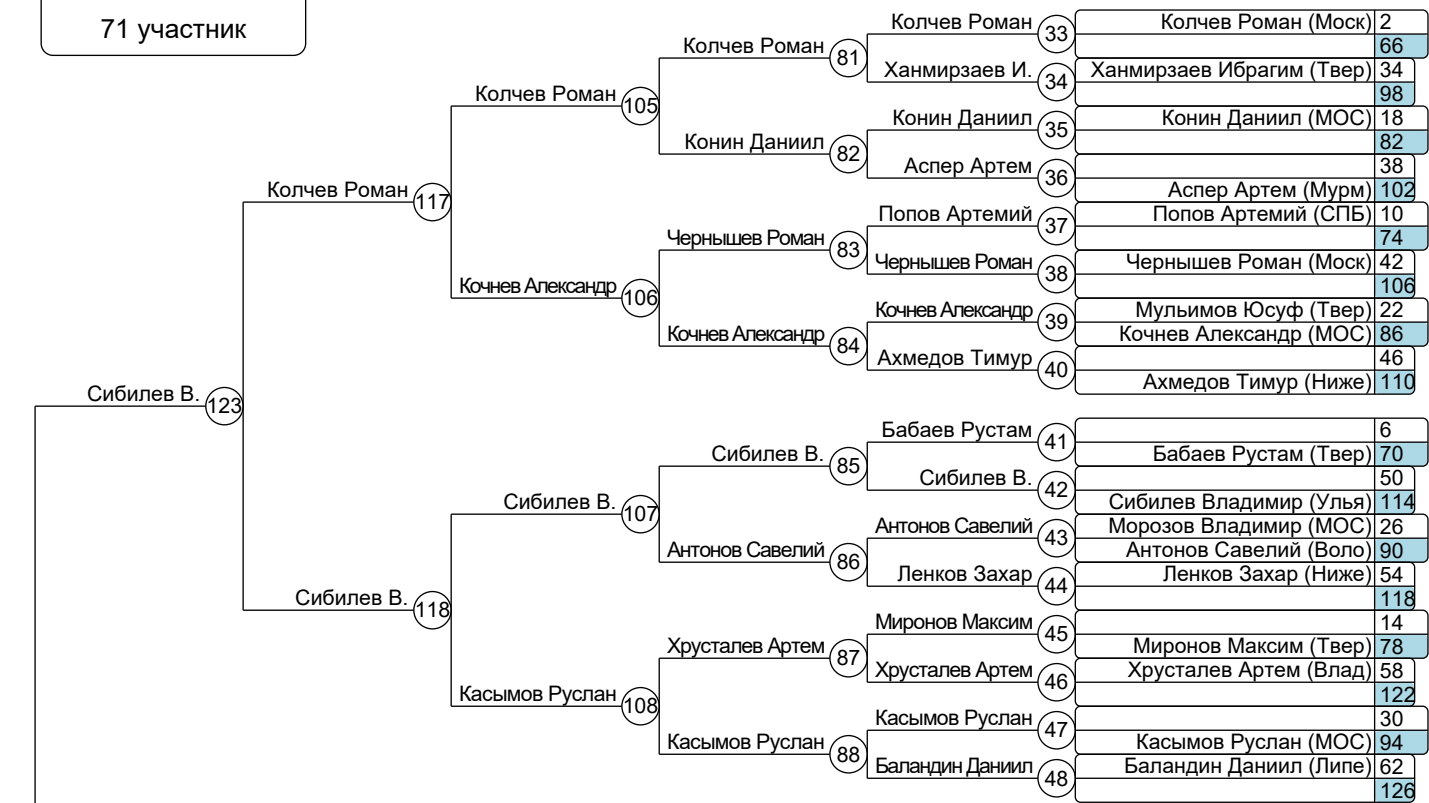 71 участник
Колчев Роман 33 Колчев Роман (Моск) 2
66
Колчев Роман 81
Ханмирзаев И. 34 Ханмирзаев Ибрагим (Твер) 34
98
Колчев Роман 105
Конин Даниил 35 Конин Даниил (МОС) 18
82
Конин Даниил 82
Аспер Артем 36 38
Аспер Артем (Мурм) 102
Колчев Роман 117
Попов Артемий 37 Попов Артемий (СПБ) 10
74
Чернышев Роман 83
Чернышев Роман 38 Чернышев Роман (Моск) 42
106
Кочнев Александр 106
Кочнев Александр 39 Мульимов Юсуф (Твер) 22
Кочнев Александр (МОС) 86
Кочнев Александр 84
Ахмедов Тимур 40 46
Ахмедов Тимур (Ниже) 110
Сибилев В. 123
Бабаев Рустам 41 6
Бабаев Рустам (Твер) 70
Сибилев В. 85
Сибилев В. 42 50
Сибилев Владимир (Улья) 114
Сибилев В. 107
Антонов Савелий 43 Морозов Владимир (МОС) 26
Антонов Савелий (Воло) 90
Антонов Савелий 86
Ленков Захар 44 Ленков Захар (Ниже) 54
118
Сибилев В. 118
Миронов Максим 45 14
Миронов Максим (Твер) 78
Хрусталев Артем 87
Хрусталев Артем 46 Хрусталев Артем (Влад) 58
122
Касымов Руслан 108
Касымов Руслан 47 30
Касымов Руслан (МОС) 94
Касымов Руслан 88
Баландин Даниил 48 Баландин Даниил (Липе) 62
126